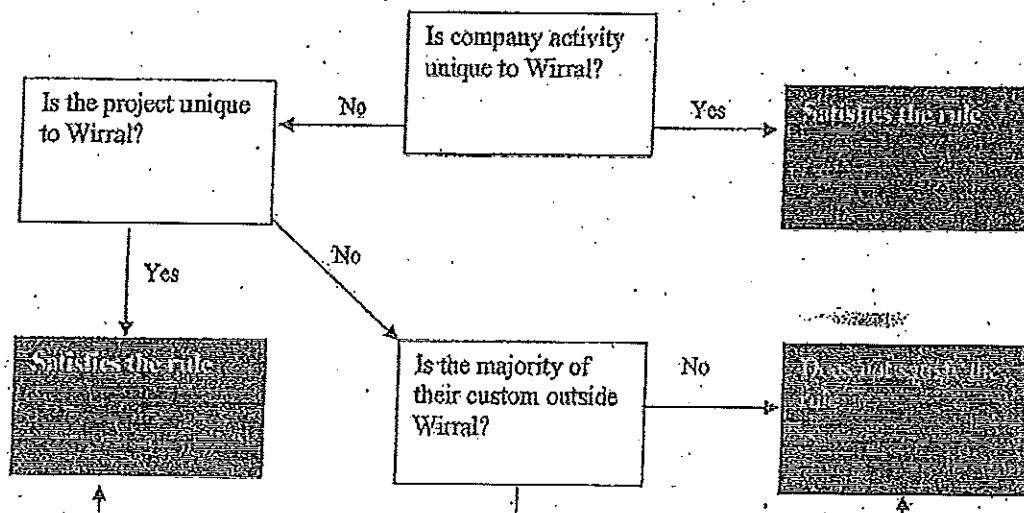 Is company activity
unique to Wirral?
Is the project unique
to Wirral?
No
Yes
Satisfies the rule
No
Yes
Satisfies the rule
Is the majority of
their custom outside
Wirral?
No
Does not satisfy the
rule